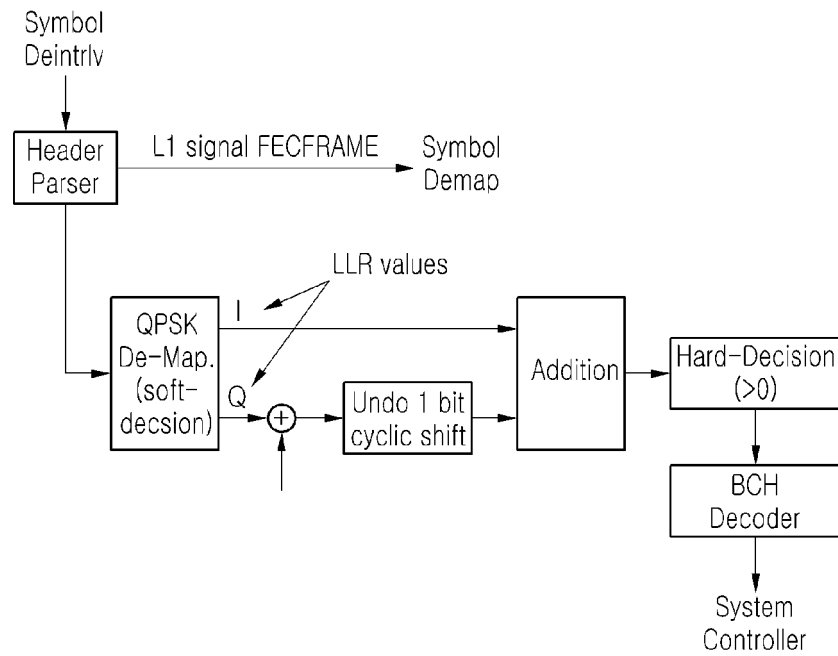 Symbol
Deintrlv
Header
Parser
L1 signal FECFRAME
Symbol
Demap
LLR values
QPSK
De-Map.
(soft-
decsion)
I
Q
+
Undo 1 bit
cyclic shift
Addition
Hard-Decision
(>0)
BCH
Decoder
System
Controller